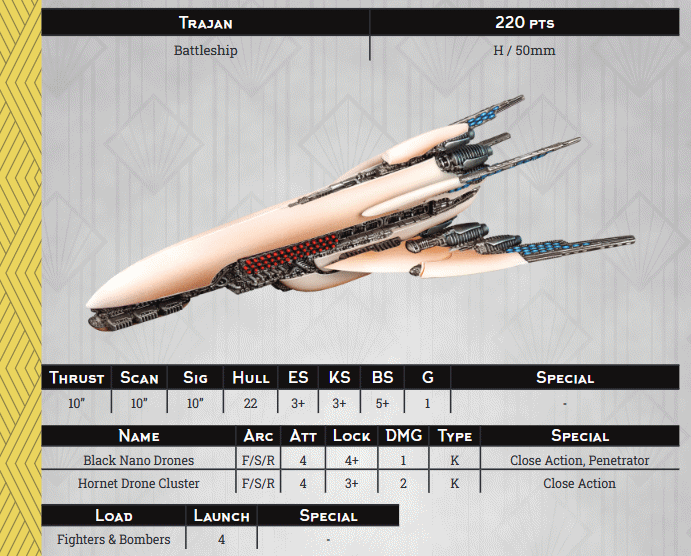 Trajan 220 pts
Battleship H / 50mm
Thrust Scan Sig Hull ES KS BS G Special
10” 10” 10” 22 3+ 3+ 5+ 1 -
Name Arc Att Lock DMG Type Special
Black Nano Drones F/S/R 4 4+ 1 K Close Action, Penetrator
Hornet Drone Cluster F/S/R 4 3+ 2 K Close Action
Load Launch Special
Fighters & Bombers 4 -